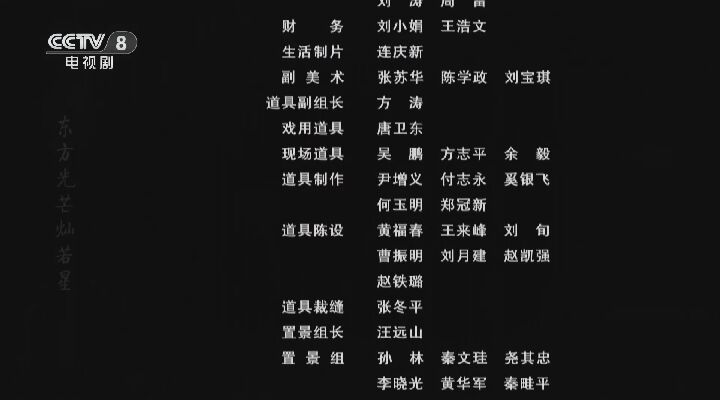 刘 涛 周 雷
CCTV 8
电视剧
财 务 刘小娟 王浩文
生活制片 连庆新
副 美 术 张苏华 陈学政 刘宝琪
道具副组长 方 涛
戏用道具 唐卫东
现场道具 吴 鹏 方志平 余 毅
道具制作 尹增义 付志永 奚银飞
何玉明 郑冠新
道具陈设 黄福春 王来峰 刘 旬
曹振明 刘月建 赵凯强
赵铁璐
道具裁缝 张冬平
置景组长 汪远山
置 景 组 孙 林 秦文珪 尧其忠
李晓光 黄华军 秦畦平
东方光芒灿若星